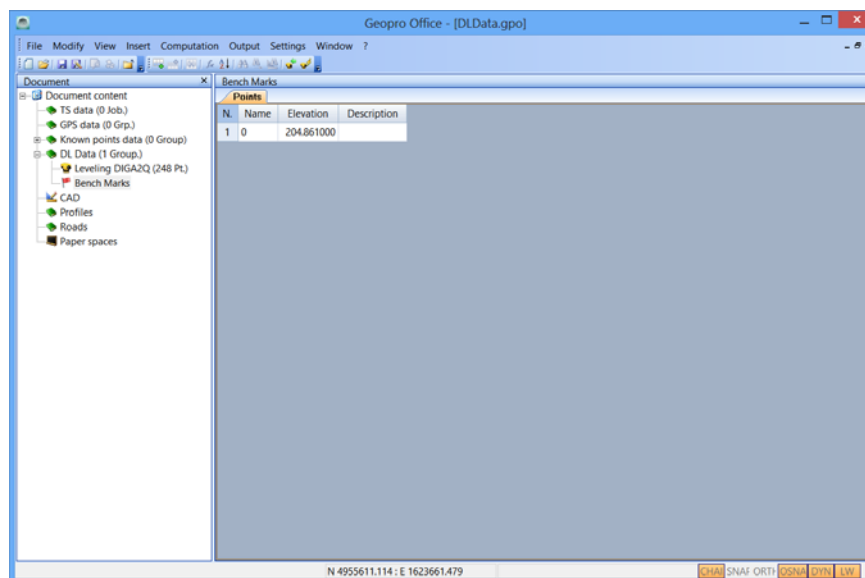 Geopro Office - [DLData.gpo]
File Modify View Insert Computation Output Settings Window ?
Document
Bench Marks
Document content
TS data (0 Job.)
GPS data (0 Grp.)
Known points data (0 Group)
DL Data (1 Group.)
Leveling DIGA2Q (248 Pt.)
Bench Marks
CAD
Profiles
Roads
Paper spaces
Points
N. Name Elevation Description
1 0 204.861000
N 4955611.114 : E 1623661.479
CHAI SNAF ORTH OSNA DYN LW